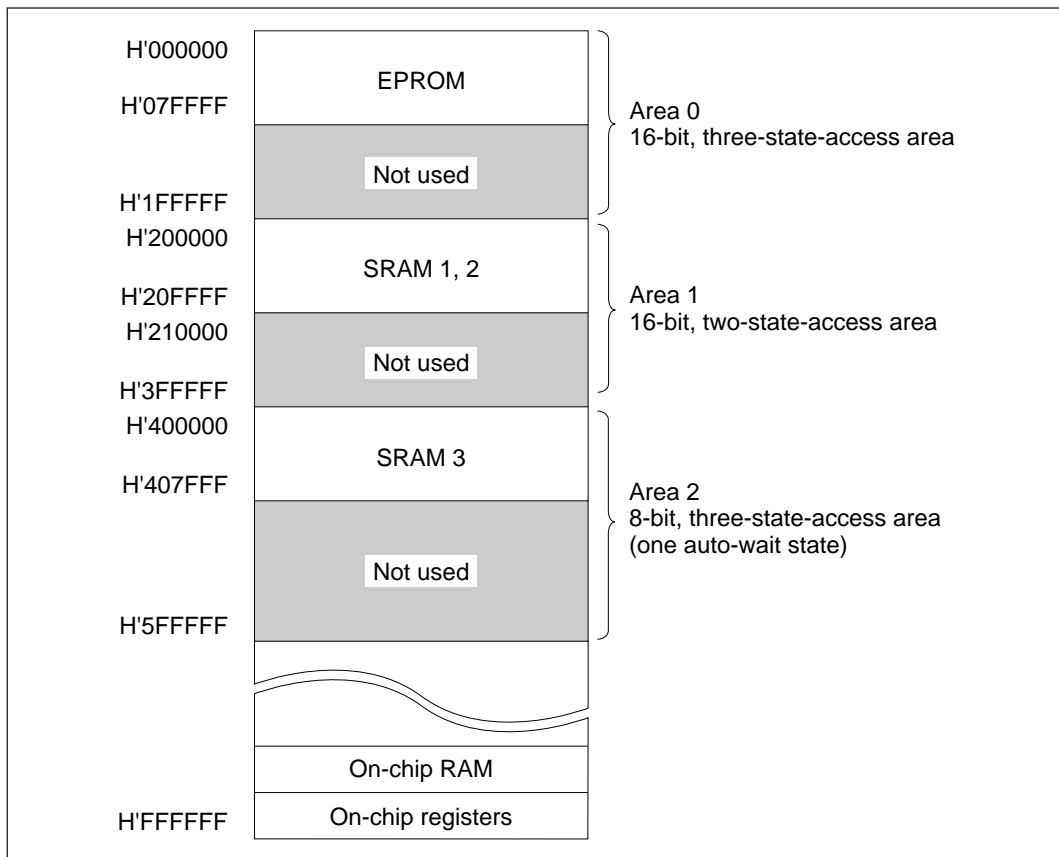 H'000000
EPROM
H'07FFFF
Area 0
16-bit, three-state-access area
Not used
H'1FFFFF
H'200000
SRAM 1, 2
H'20FFFF
Area 1
16-bit, two-state-access area
H'210000
Not used
H'3FFFFF
H'400000
SRAM 3
H'407FFF
Area 2
8-bit, three-state-access area
(one auto-wait state)
Not used
H'5FFFFF
On-chip RAM
On-chip registers
H'FFFFFF